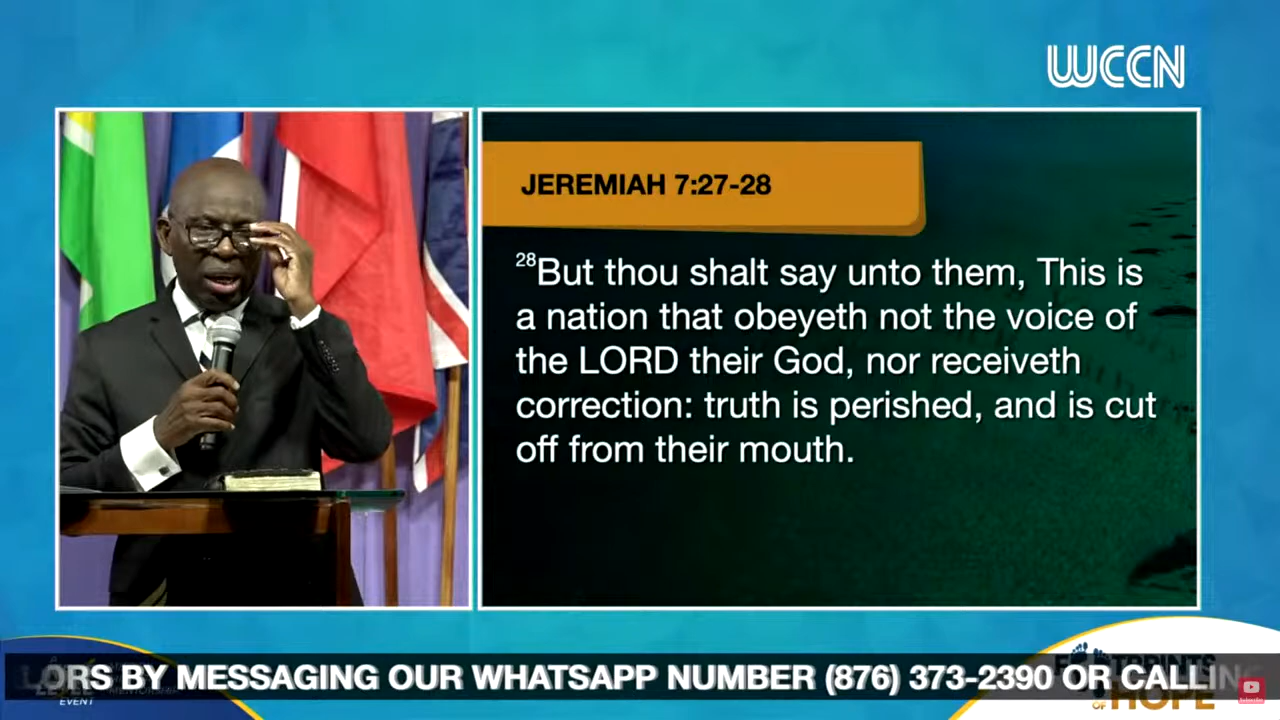 WCCN
JEREMIAH 7:27-28
28But thou shalt say unto them, This is
a nation that obeyeth not the voice of
the LORD their God, nor receiveth
correction: truth is perished, and is cut
off from their mouth.
FOOTPRINTS
OF HOPE
ORS BY MESSAGING OUR WHATSAPP NUMBER (876) 373-2390 OR CALLIN
EVENT